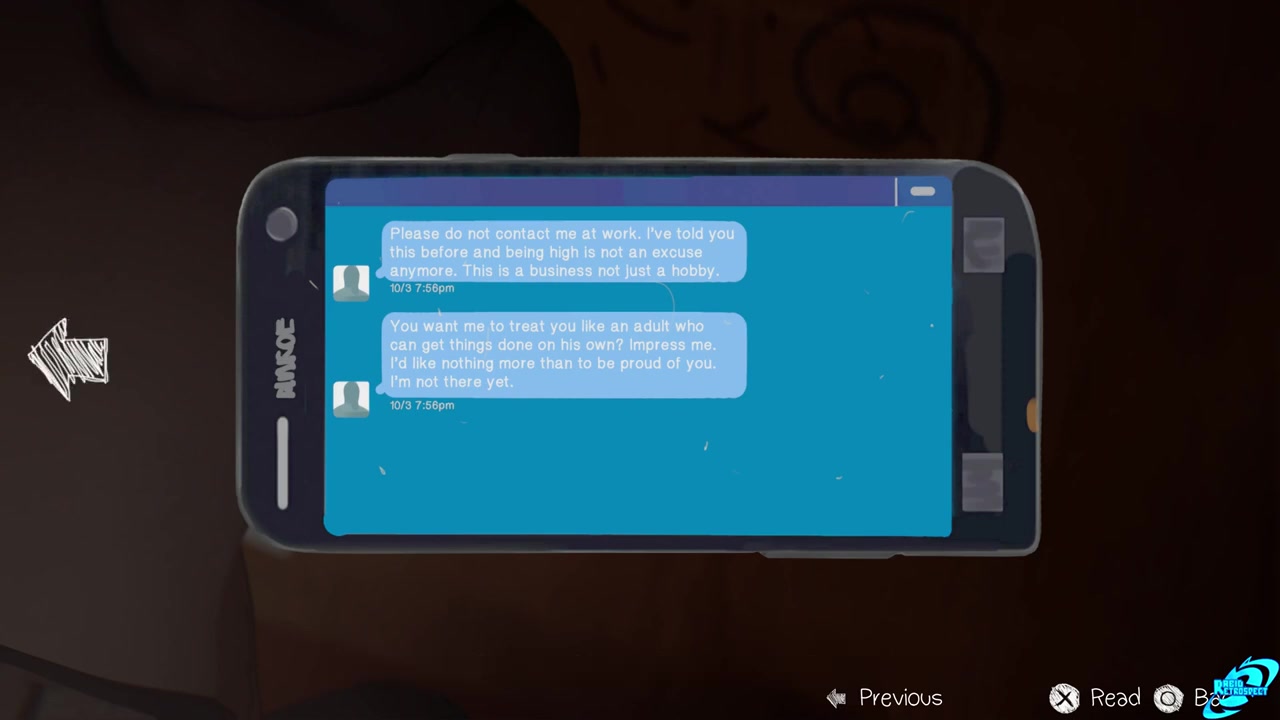 Please do not contact me at work. I've told you
this before and being high is not an excuse
anymore. This is a business not just a hobby.
10/3 7:56pm
You want me to treat you like an adult who
can get things done on his own? Impress me.
I'd like nothing more than to be proud of you.
I'm not there yet.
10/3 7:56pm
Previous
Read
RETROSPECT